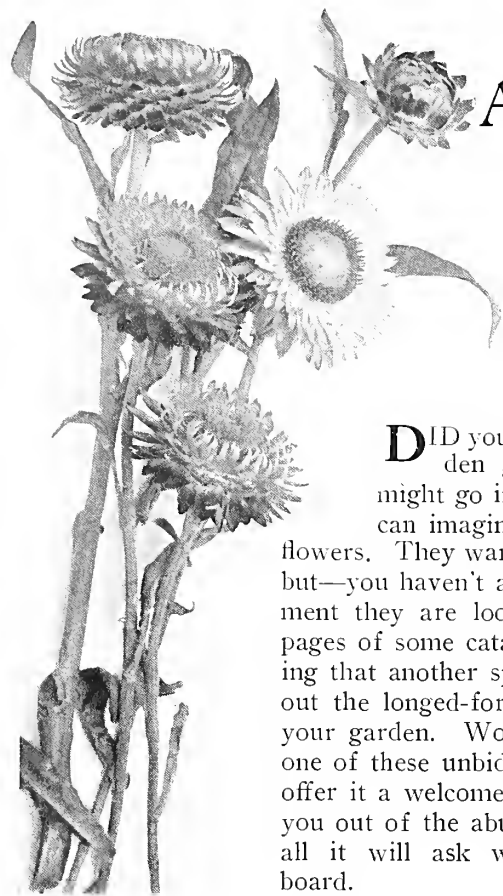 A
DID you
den
might go i
can imagin
flowers. They wan
but—you haven't a
ment they are loo
pages of some cata
ing that another s
out the longed-for
your garden. Wo
one of these unbid
offer it a welcome
you out of the abu
all it will ask w
board.